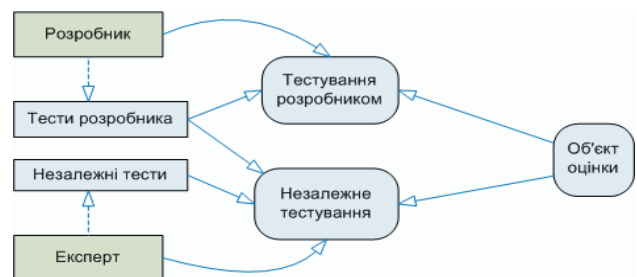 Розробник
Тестування
розробником
Тести розробника
Об'єкт
оцінки
Незалежні тести
Незалежне
тестування
Експерт